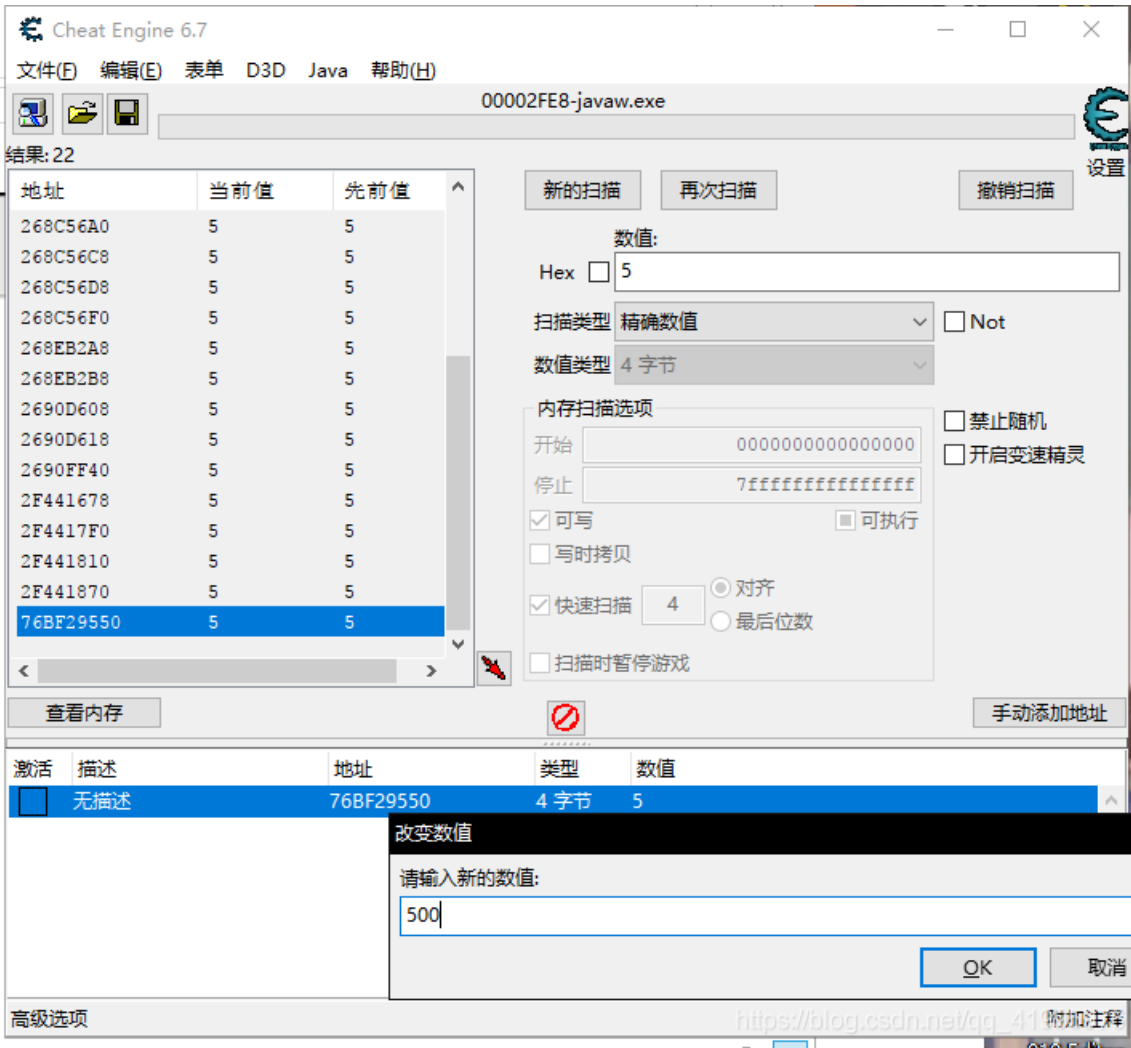 Cheat Engine 6.7
文件(F) 编辑(E) 表单 D3D Java 帮助(H)
00002FE8-javaw.exe
结果: 22
设置
地址 当前值 先前值
新的扫描 再次扫描 撤销扫描
268C56A0 5 5
268C56C8 5 5
268C56D8 5 5
268C56F0 5 5
268EB2A8 5 5
268EB2B8 5 5
2690D608 5 5
2690D618 5 5
2690FF40 5 5
2F441678 5 5
2F4417F0 5 5
2F441810 5 5
2F441870 5 5
76BF29550 5 5
数值:
Hex 5
扫描类型 精确数值 Not
数值类型 4 字节
内存扫描选项
开始 0000000000000000
停止 7fffffffffffffff
可写 可执行
写时拷贝
快速扫描 4 对齐
最后位数
扫描时暂停游戏
禁止随机
开启变速精灵
查看内存 手动添加地址
激活 描述 地址 类型 数值
无描述 76BF29550 4 字节 5
改变数值
请输入新的数值:
500
OK 取消
高级选项 附加注释
https://blog.csdn.net/qq_41